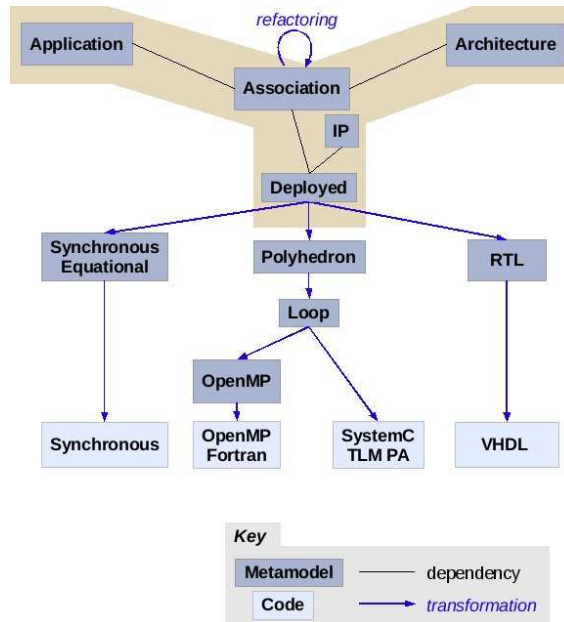 refactoring
Application
Architecture
Association
IP
Deployed
Synchronous
Equational
Polyhedron
RTL
Loop
OpenMP
Synchronous
OpenMP
Fortran
SystemC
TLM PA
VHDL
Key
Metamodel
dependency
Code
transformation